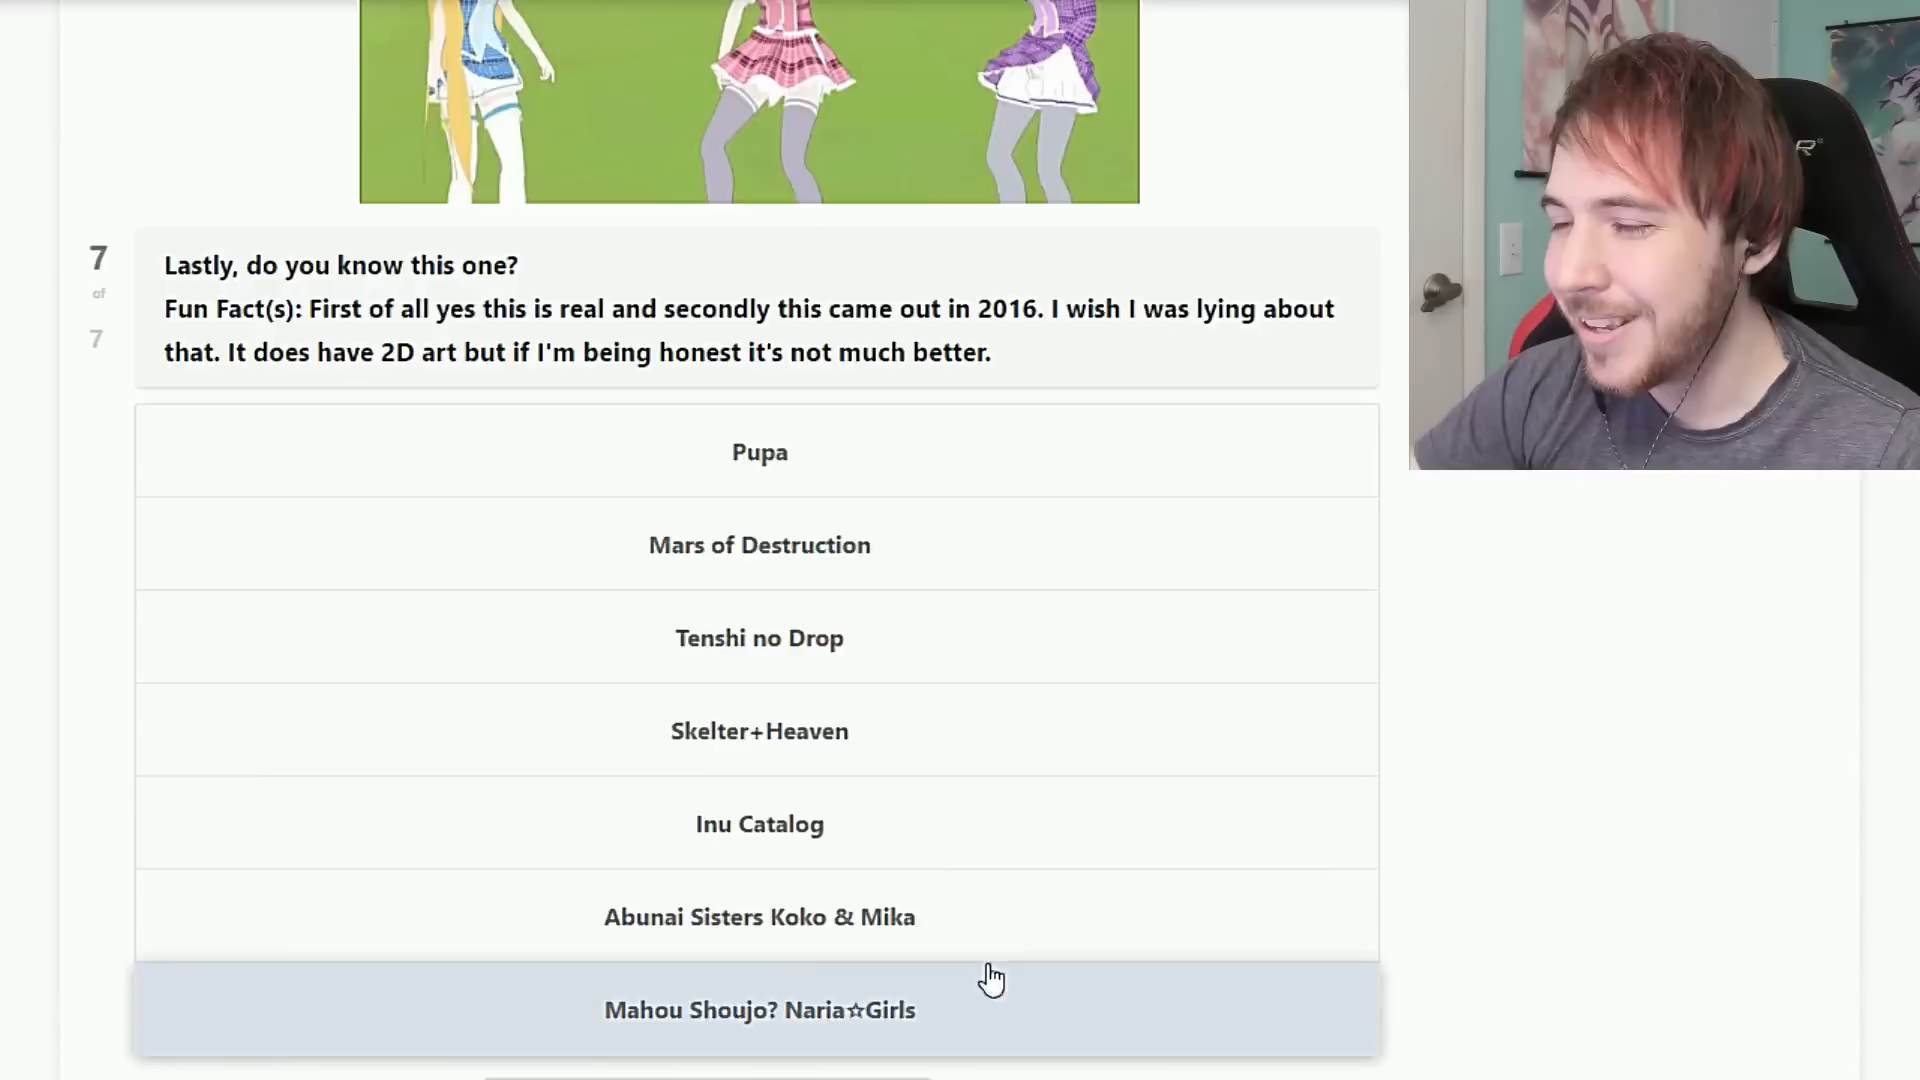 7
of
7
Lastly, do you know this one?
Fun Fact(s): First of all yes this is real and secondly this came out in 2016. I wish I was lying about
that. It does have 2D art but if I'm being honest it's not much better.
Pupa
Mars of Destruction
Tenshi no Drop
Skelter+Heaven
Inu Catalog
Abunai Sisters Koko & Mika
Mahou Shoujo? Naria☆Girls
R